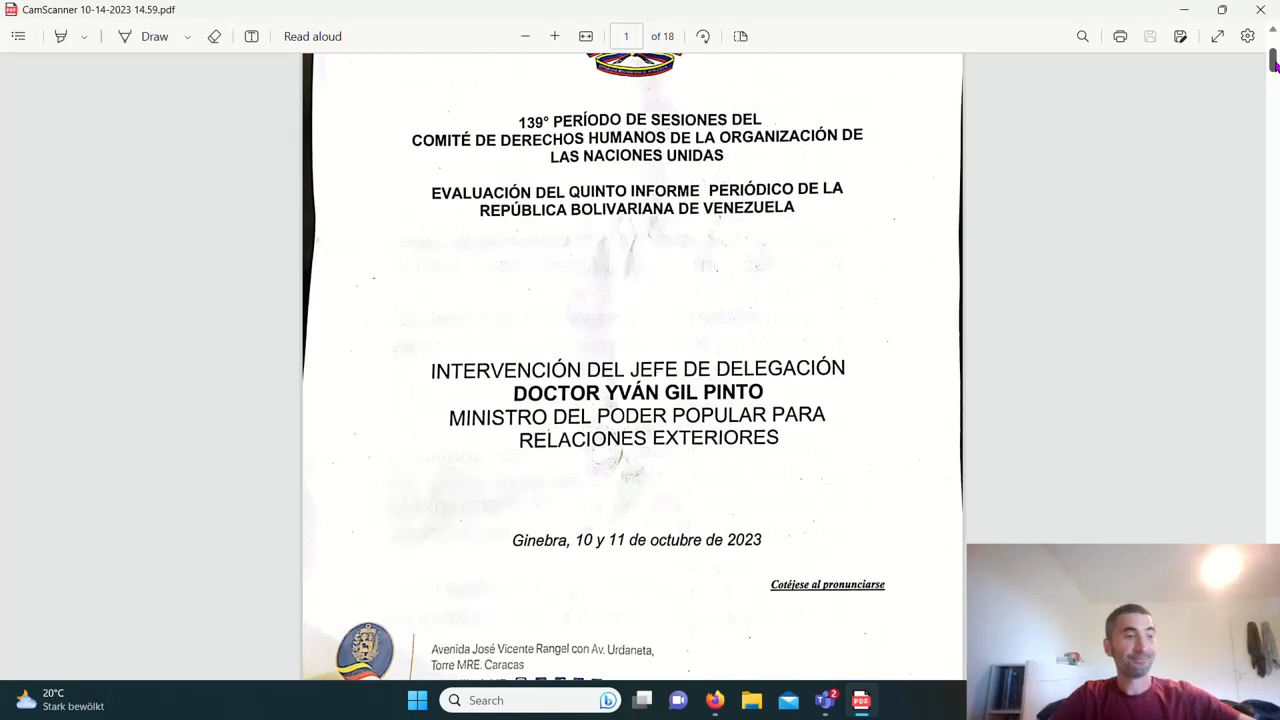 CamScanner 10-14-2023 14.59.pdf
Draw
Read aloud
1 of 18
139° PERÍODO DE SESIONES DEL
COMITÉ DE DERECHOS HUMANOS DE LA ORGANIZACIÓN DE
LAS NACIONES UNIDAS
EVALUACIÓN DEL QUINTO INFORME PERIÓDICO DE LA
REPÚBLICA BOLIVARIANA DE VENEZUELA
INTERVENCIÓN DEL JEFE DE DELEGACIÓN
DOCTOR YVÁN GIL PINTO
MINISTRO DEL PODER POPULAR PARA
RELACIONES EXTERIORES
Ginebra, 10 y 11 de octubre de 2023
Cotéjese al pronunciarse
Avenida José Vicente Rangel con Av. Urdaneta,
Torre MRE. Caracas
20°C
Stark bewölkt
Search
2